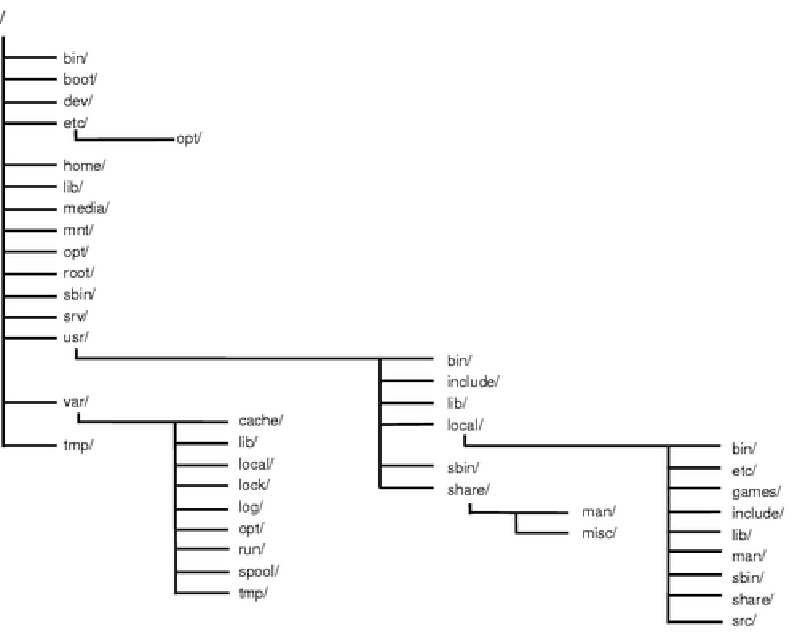 /
bin/
boot/
dev/
etc/
opt/
home/
lib/
media/
mnt/
opt/
root/
sbin/
srv/
usr/
bin/
include/
lib/
local/
bin/
etc/
games/
include/
lib/
man/
sbin/
share/
src/
sbin/
share/
man/
misc/
var/
cache/
lib/
local/
lock/
log/
opt/
run/
spool/
tmp/
tmp/